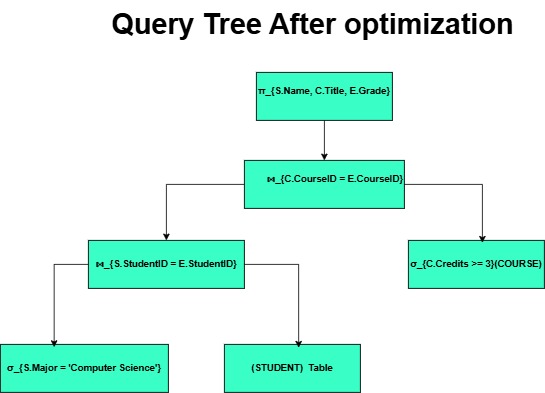 Query Tree After optimization
π_{S.Name, C.Title, E.Grade}
⋈_{C.CourseID = E.CourseID}
⋈_{S.StudentID = E.StudentID}
σ_{C.Credits >= 3}(COURSE)
σ_{S.Major = 'Computer Science'}
(STUDENT) Table